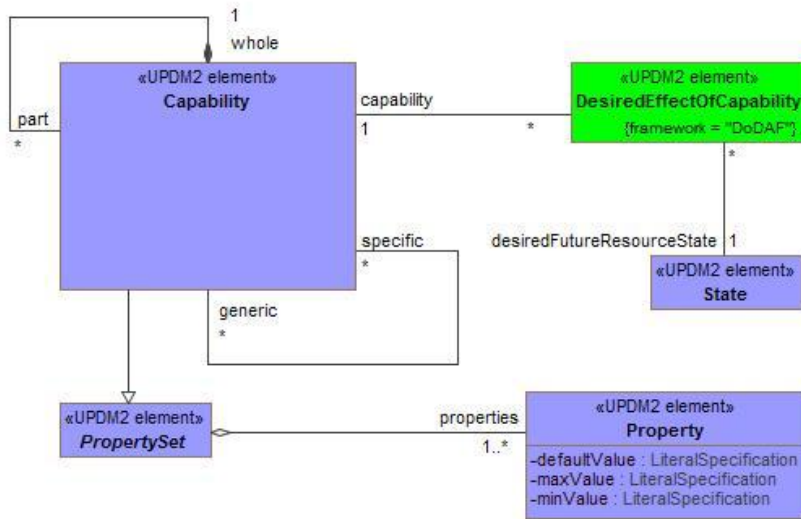 1
whole
«UPDM2 element»
Capability
part
*
capability
1
*
«UPDM2 element»
DesiredEffectOfCapability
{framework = "DoDAF"}
*
desiredFutureResourceState
1
«UPDM2 element»
State
specific
*
generic
*
«UPDM2 element»
PropertySet
properties
1..*
«UPDM2 element»
Property
-defaultValue : LiteralSpecification
-maxValue : LiteralSpecification
-minValue : LiteralSpecification